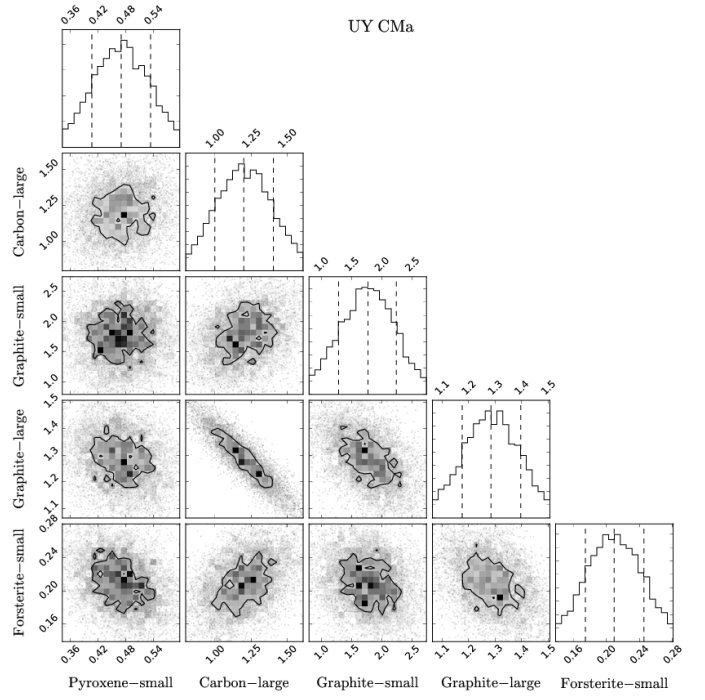 0.36 0.42 0.48 0.54
UY CMa
1.00 1.25 1.50
Carbon−large
1.50
1.25
1.00
1.0 1.5 2.0 2.5
Graphite−small
2.5
2.0
1.5
1.0
1.1 1.2 1.3 1.4 1.5
Graphite−large
1.5
1.4
1.3
1.2
1.1
Forsterite−small
0.28
0.24
0.20
0.16
0.36 0.42 0.48 0.54
1.00 1.25 1.50
1.0 1.5 2.0 2.5
1.1 1.2 1.3 1.4 1.5
0.16 0.20 0.24 0.28
Pyroxene−small Carbon−large Graphite−small Graphite−large Forsterite−small